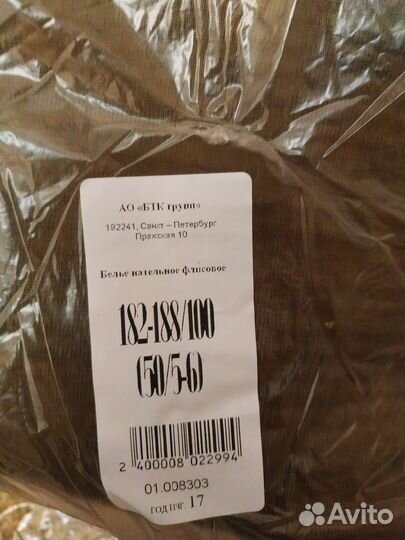 АО «БТК групп»
192241, Санкт – Петербург
Пражская 10
Белье нательное флисовое
182-188/100
(50/5-6)
2 400008 022994
01.008303
год изг. 17
Avito